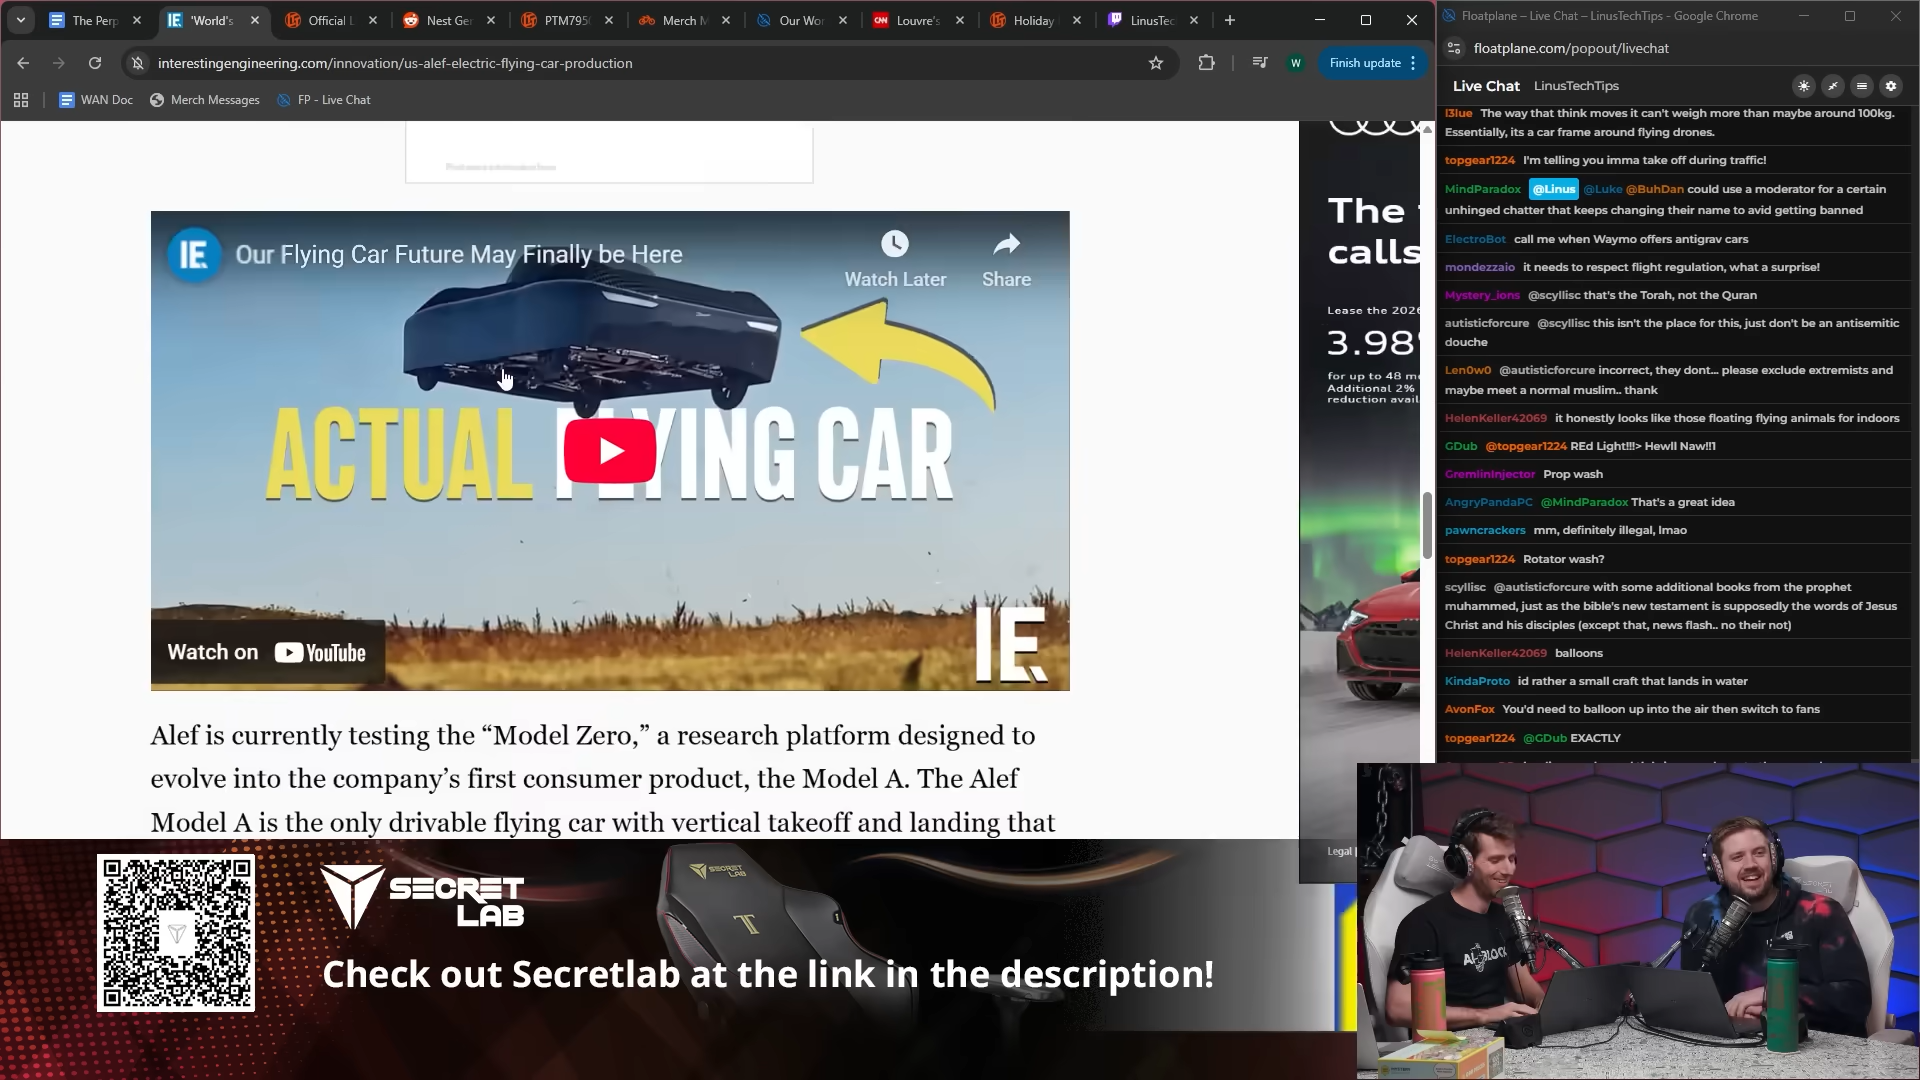 The Perp
'World's
Official L
Nest Ger
PTM795
Merch M
Our Wor
CNN
Louvre's
Holiday
LinusTec
interestingengineering.com/innovation/us-alef-electric-flying-car-production
W
Finish update
WAN Doc
Merch Messages
FP - Live Chat
IE
Our Flying Car Future May Finally be Here
Watch Later
Share
ACTUAL FLYING CAR
Watch on YouTube
IE
Alef is currently testing the “Model Zero,” a research platform designed to
evolve into the company’s first consumer product, the Model A. The Alef
Model A is the only drivable flying car with vertical takeoff and landing that
The
calls
Lease the 2026
3.98%
for up to 48 m
Additional 2%
reduction avail
Legal
SECRET
LAB
Check out Secretlab at the link in the description!
Floatplane – Live Chat – LinusTechTips - Google Chrome
floatplane.com/popout/livechat
Live Chat LinusTechTips
l3lue The way that think moves it can't weigh more than maybe around 100kg.
Essentially, its a car frame around flying drones.
topgear1224 I'm telling you imma take off during traffic!
MindParadox @Linus @Luke @BuhDan could use a moderator for a certain
unhinged chatter that keeps changing their name to avid getting banned
ElectroBot call me when Waymo offers antigrav cars
mondezzaio it needs to respect flight regulation, what a surprise!
Mystery_ions @scyllisc that's the Torah, not the Quran
autisticforcure @scyllisc this isn't the place for this, just don't be an antisemitic
douche
Len0w0 @autisticforcure incorrect, they dont... please exclude extremists and
maybe meet a normal muslim.. thank
HelenKeller42069 it honestly looks like those floating flying animals for indoors
GDub @topgear1224 REd Light!!!> Hewll Naw!!1
GremlinInjector Prop wash
AngryPandaPC @MindParadox That's a great idea
pawncrackers mm, definitely illegal, lmao
topgear1224 Rotator wash?
scyllisc @autisticforcure with some additional books from the prophet
muhammed, just as the bible's new testament is supposedly the words of Jesus
Christ and his disciples (except that, news flash.. no their not)
HelenKeller42069 balloons
KindaProto id rather a small craft that lands in water
AvonFox You'd need to balloon up into the air then switch to fans
topgear1224 @GDub EXACTLY